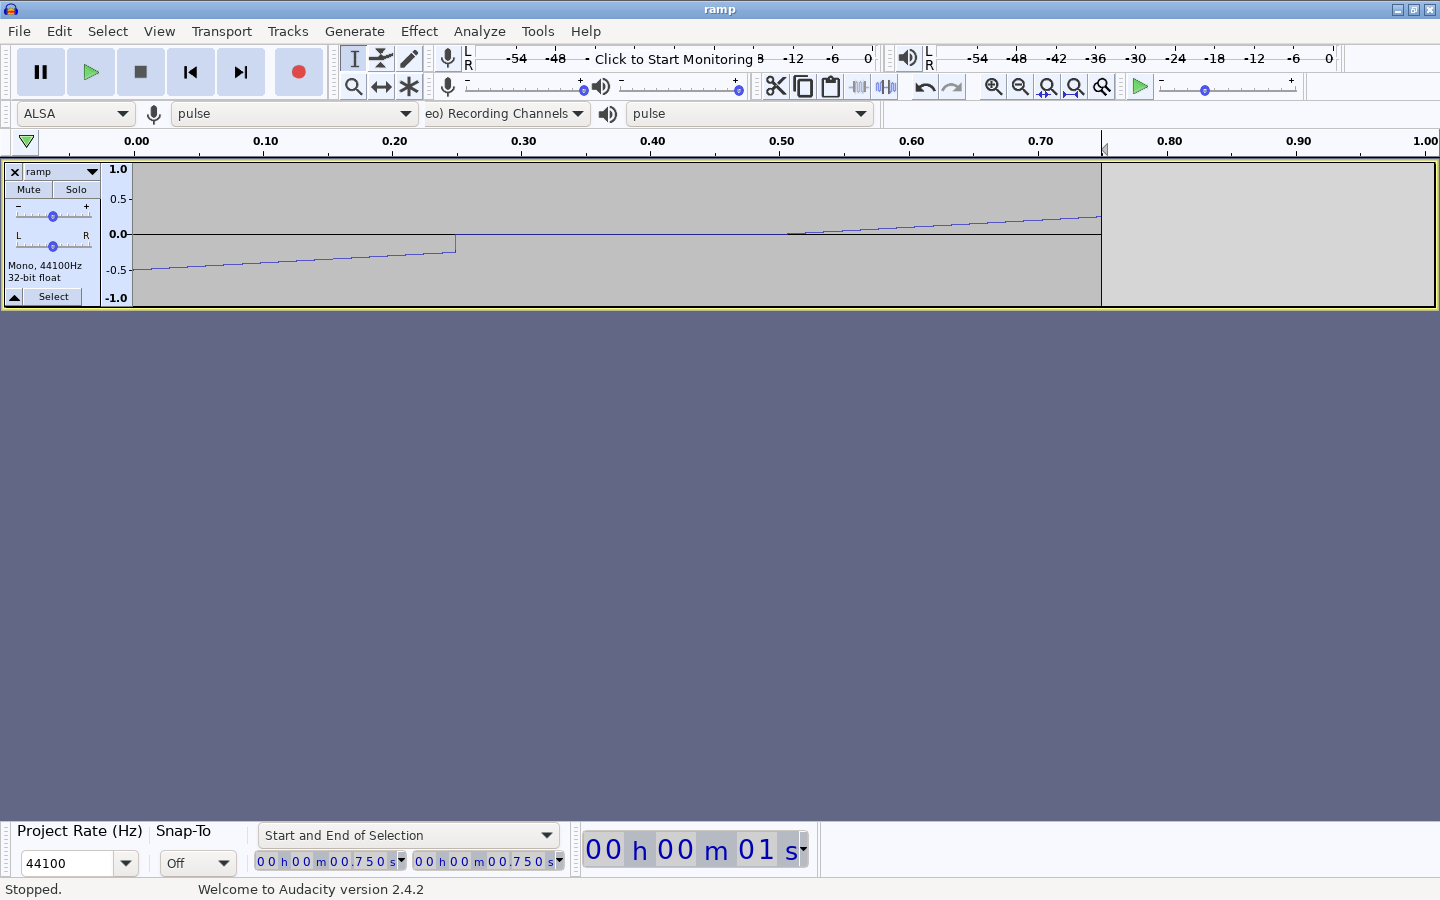 ramp
File Edit Select View Transport Tracks Generate Effect Analyze Tools Help
L R -54 -48 - Click to Start Monitoring -12 -6 0 L R -54 -48 -42 -36 -30 -24 -18 -12 -6 0
- + - + - +
ALSA pulse eo) Recording Channels pulse
0.00 0.10 0.20 0.30 0.40 0.50 0.60 0.70 0.80 0.90 1.00
ramp
Mute Solo
- +
L R
Mono, 44100Hz
32-bit float
Select
1.0
0.5
0.0
-0.5
-1.0
Project Rate (Hz) Snap-To Start and End of Selection
44100 Off 00 h 00 m 00.750 s 00 h 00 m 00.750 s 00 h 00 m 01 s
Stopped. Welcome to Audacity version 2.4.2